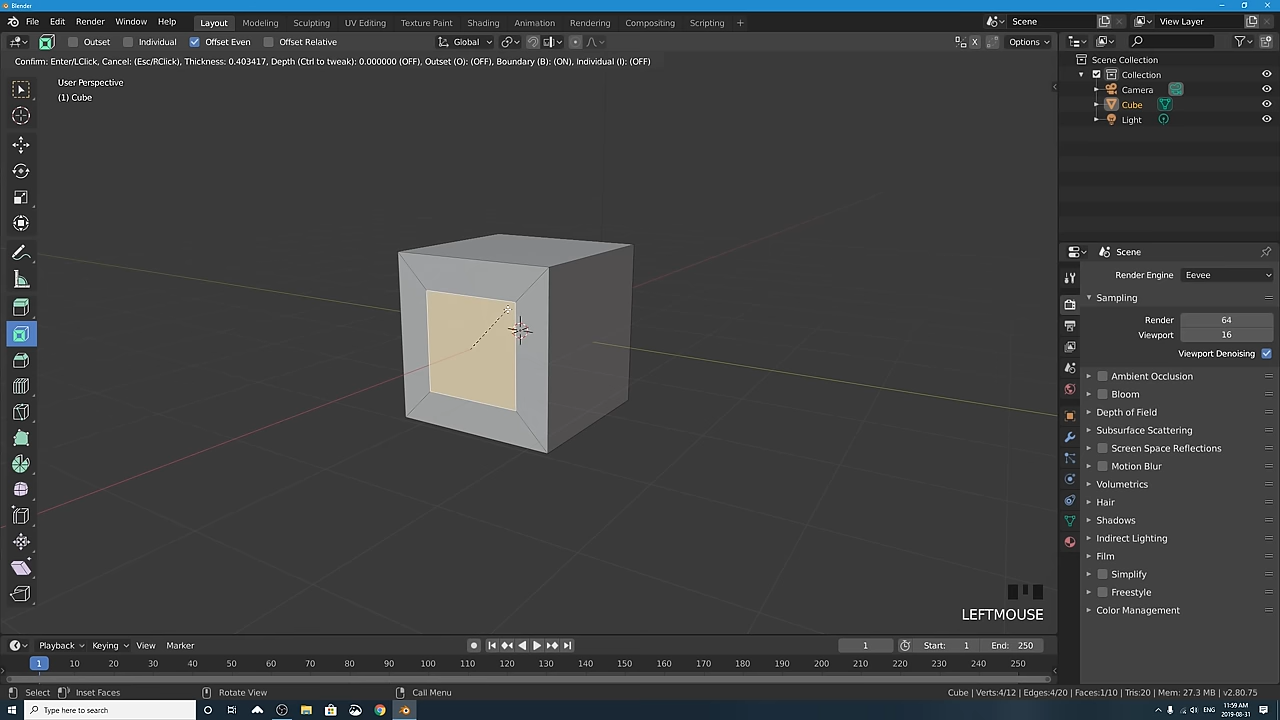 Blender
File Edit Render Window Help Layout Modeling Sculpting UV Editing Texture Paint Shading Animation Rendering Compositing Scripting + Scene View Layer
Outset Individual Offset Even Offset Relative Global Options
Confirm: Enter/LClick, Cancel: (Esc/RClick), Thickness: 0.403417, Depth (Ctrl to tweak): 0.000000 (OFF), Outset (O): (OFF), Boundary (B): (ON), Individual (I): (OFF)
User Perspective
(1) Cube
Scene Collection
Collection
Camera
Cube
Light
Scene
Render Engine Eevee
Sampling
Render 64
Viewport 16
Viewport Denoising
Ambient Occlusion
Bloom
Depth of Field
Subsurface Scattering
Screen Space Reflections
Motion Blur
Volumetrics
Hair
Shadows
Indirect Lighting
Film
Simplify
Freestyle
Color Management
LEFTMOUSE
Playback Keying View Marker 1 Start: 1 End: 250
1 10 20 30 40 50 60 70 80 90 100 110 120 130 140 150 160 170 180 190 200 210 220 230 240 250
Select Inset Faces Rotate View Call Menu Cube | Verts:4/12 | Edges:4/20 | Faces:1/10 | Tris:20 | Mem: 27.3 MB | v2.80.75
Type here to search ENG 11:59 AM
2019-08-31